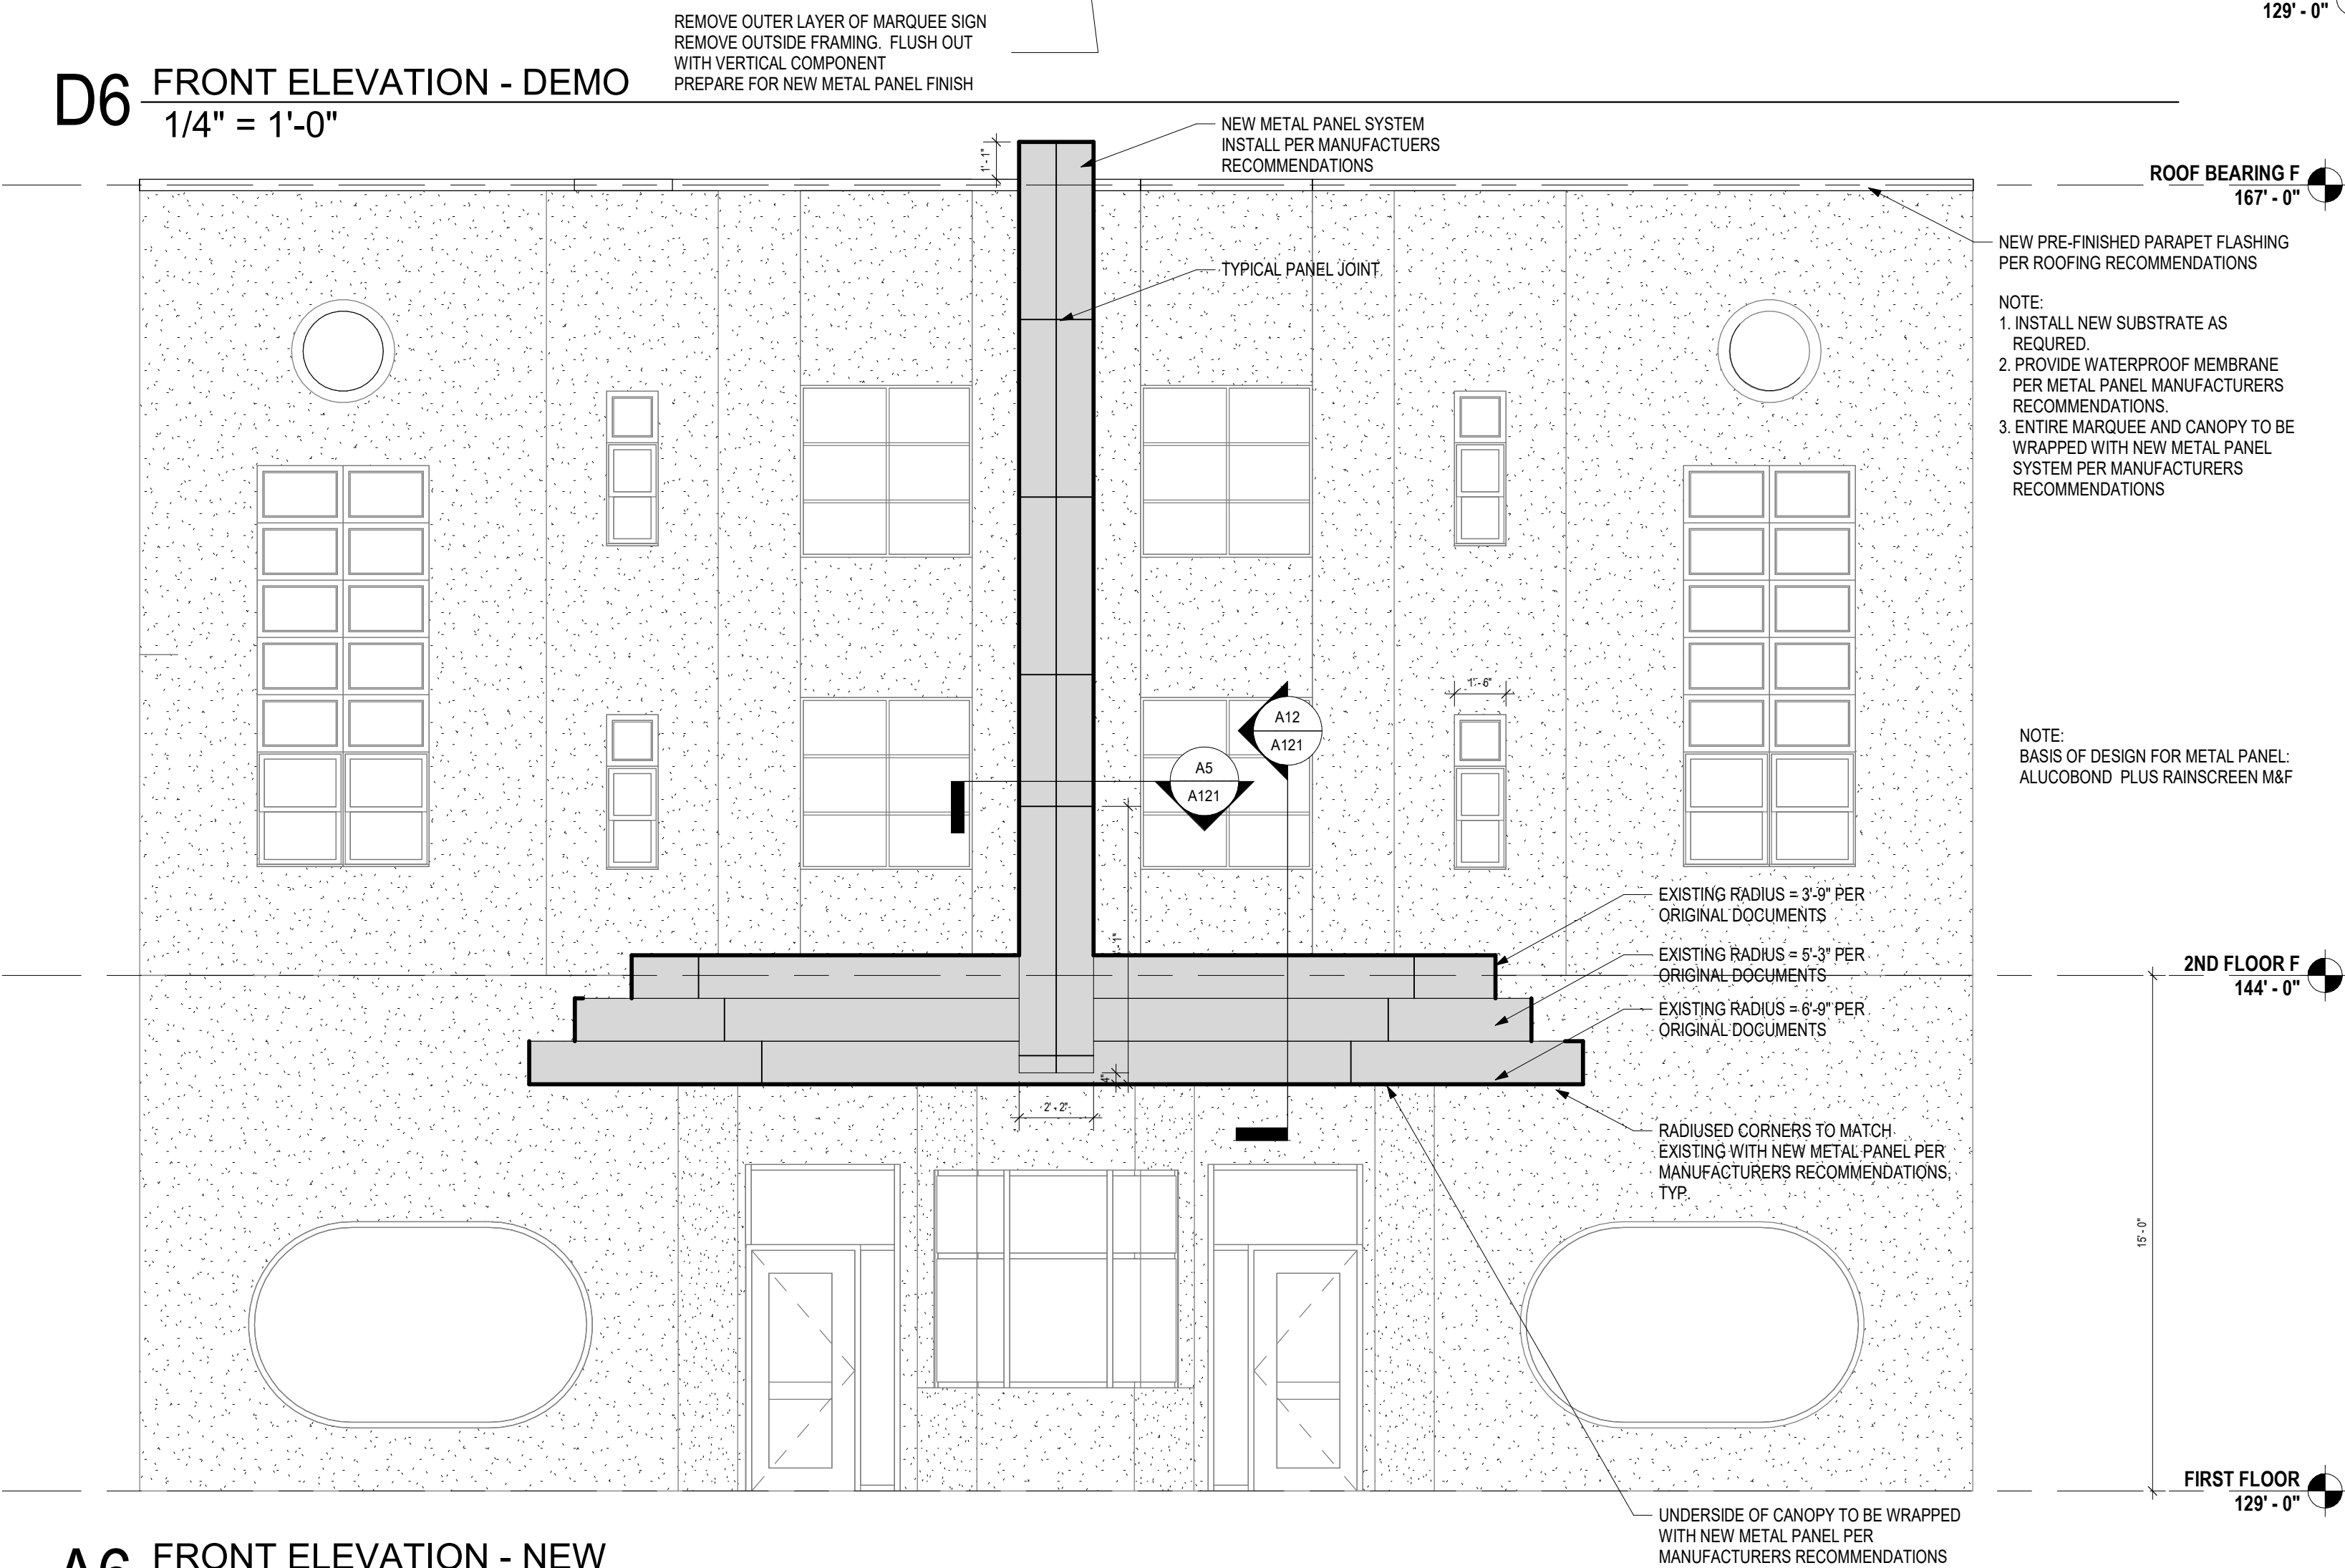 129' - 0"
REMOVE OUTER LAYER OF MARQUEE SIGN
REMOVE OUTSIDE FRAMING. FLUSH OUT
WITH VERTICAL COMPONENT
PREPARE FOR NEW METAL PANEL FINISH
D6 FRONT ELEVATION - DEMO
1/4" = 1'-0"
NEW METAL PANEL SYSTEM
INSTALL PER MANUFACTUERS
RECOMMENDATIONS
1' - 1"
ROOF BEARING F
167' - 0"
NEW PRE-FINISHED PARAPET FLASHING
PER ROOFING RECOMMENDATIONS
TYPICAL PANEL JOINT
NOTE:
1. INSTALL NEW SUBSTRATE AS
REQURED.
2. PROVIDE WATERPROOF MEMBRANE
PER METAL PANEL MANUFACTURERS
RECOMMENDATIONS.
3. ENTIRE MARQUEE AND CANOPY TO BE
WRAPPED WITH NEW METAL PANEL
SYSTEM PER MANUFACTURERS
RECOMMENDATIONS
1' - 6"
A12
A121
A5
A121
NOTE:
BASIS OF DESIGN FOR METAL PANEL:
ALUCOBOND PLUS RAINSCREEN M&F
EXISTING RADIUS = 3'-9" PER
ORIGINAL DOCUMENTS
EXISTING RADIUS = 5'-3" PER
ORIGINAL DOCUMENTS
2ND FLOOR F
144' - 0"
EXISTING RADIUS = 6'-9" PER
ORIGINAL DOCUMENTS
4"
2' - 2"
RADIUSED CORNERS TO MATCH
EXISTING WITH NEW METAL PANEL PER
MANUFACTURERS RECOMMENDATIONS,
TYP.
15' - 0"
FIRST FLOOR
129' - 0"
UNDERSIDE OF CANOPY TO BE WRAPPED
WITH NEW METAL PANEL PER
MANUFACTURERS RECOMMENDATIONS
A6 FRONT ELEVATION - NEW